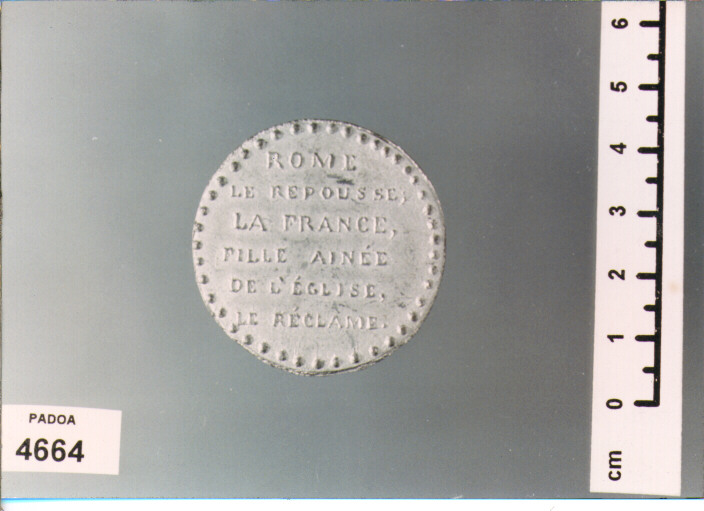 ROME
LE REPOUSSE,
LA FRANCE,
FILLE AINÉE
DE L'ÉGLISE,
LE RÉCLAME.
PADOA
4664
6
5
4
3
2
1
0
cm